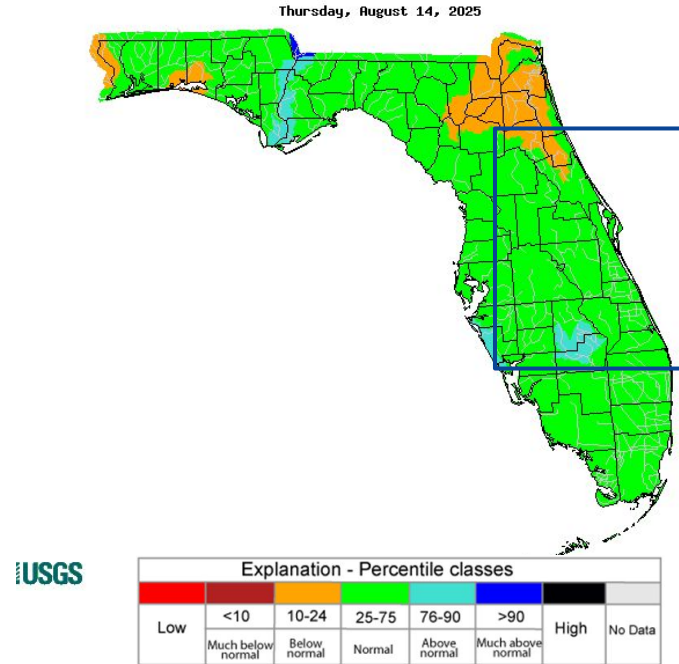 Thursday, August 14, 2025
USGS
Explanation - Percentile classes
Low
<10
10-24
25-75
76-90
>90
High
No Data
Much below
normal
Below
normal
Normal
Above
normal
Much above
normal